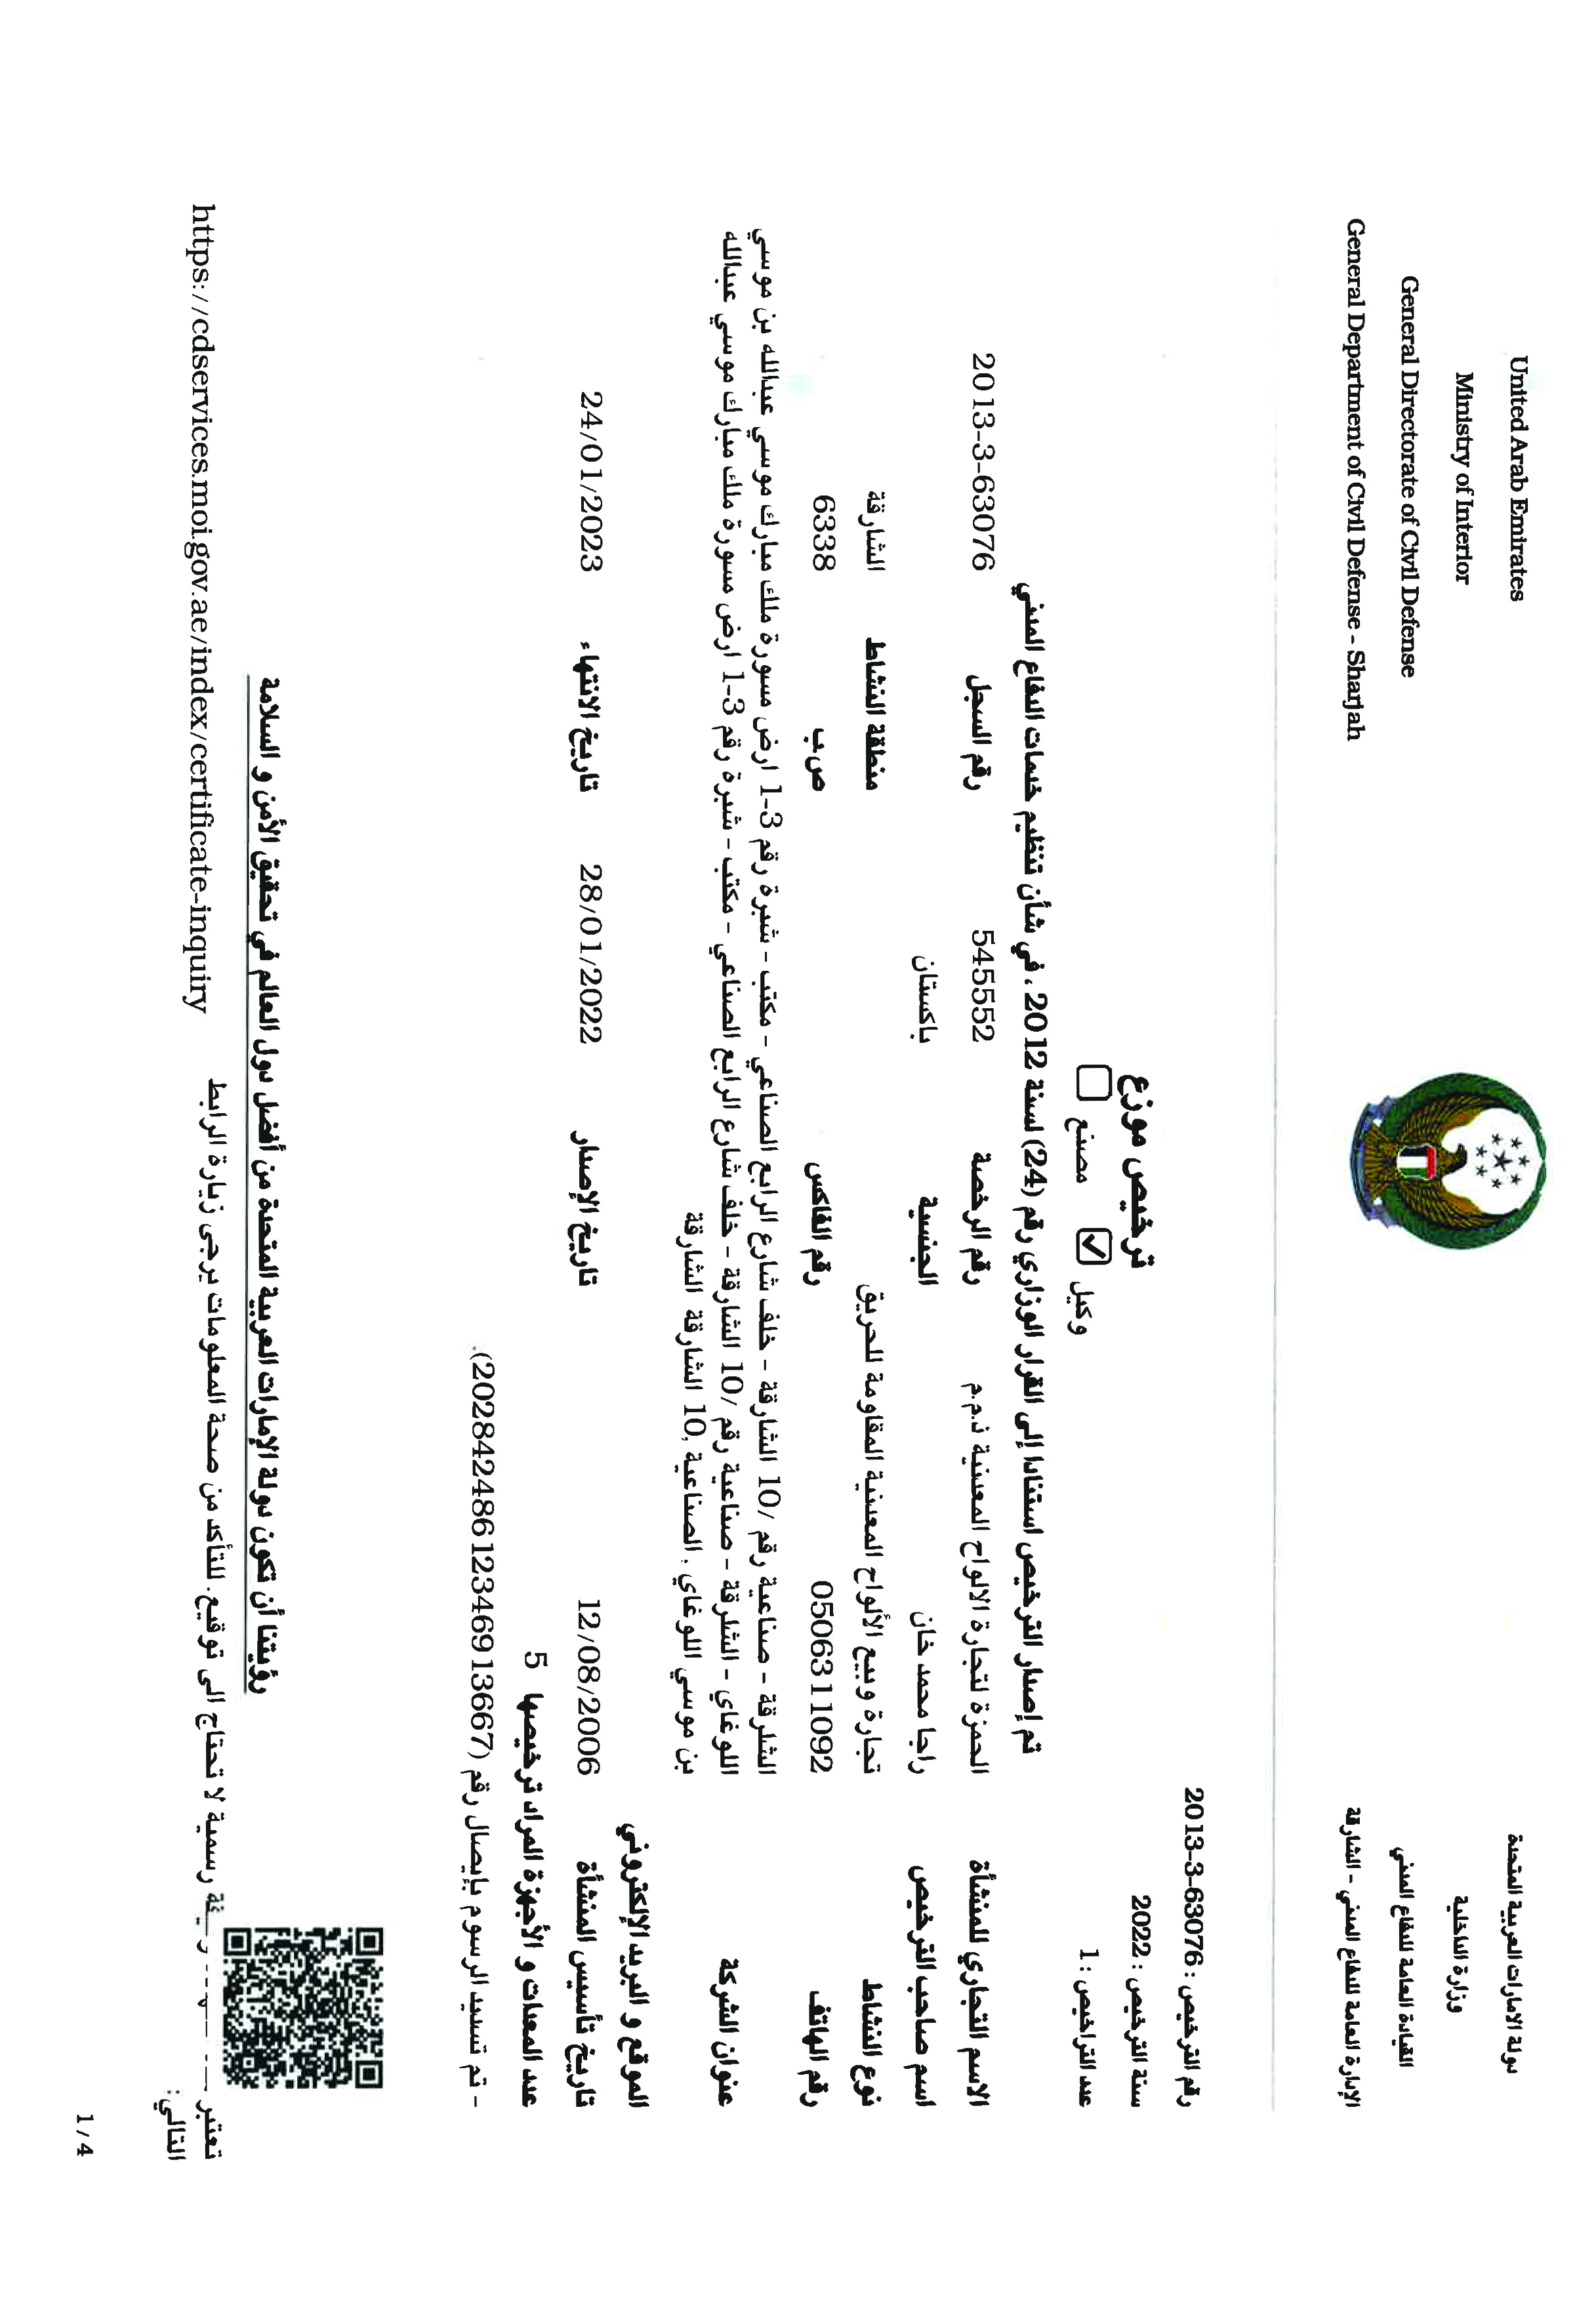 United Arab Emirates
دولة الامارات العربية المتحدة
Ministry of Interior
وزارة الداخلية
General Directorate of Civil Defense
القيادة العامة للدفاع المدني
General Department of Civil Defense - Sharjah
الإدارة العامة للدفاع المدني - الشارقة
رقم الترخيص : 2013-3-63076
ترخيص موزع
سنة الترخيص : 2022
وكيل مصنع
عدد التراخيص : 1
تم إصدار الترخيص استنادا إلى القرار الوزاري رقم (24) لسنة 2012 ، في شأن تنظيم خدمات الدفاع المدني
الاسم التجاري للمنشأة الحمزة لتجارة الالواح المعدنية ذ.م.م رقم الرخصة 545552 رقم السجل 2013-3-63076
اسم صاحب الترخيص راجا محمد خان الجنسية باكستان
نوع النشاط تجارة وبيع الألواح المعدنية المقاومة للحريق منطقة النشاط الشارقة
رقم الهاتف 0506311092 رقم الفاكس ص ب 6338
الشارقة - صناعية رقم /10 الشارقة - خلف شارع الرابع الصناعي - مكتب - شبرة رقم 3-1 ارض مسورة ملك مبارك موسي عبدالله بن موسي
عنوان الشركة اللوغاي - الشارقة - صناعية رقم /10 الشارقة - خلف شارع الرابع الصناعي - مكتب - شبرة رقم 3-1 ارض مسورة ملك مبارك موسي عبدالله
بن موسي اللوغاي , الصناعية 10, الشارقة الشارقة
الموقع و البريد الإلكتروني
تاريخ تأسيس المنشأة 12/08/2006 تاريخ الإصدار 28/01/2022 تاريخ الانتهاء 24/01/2023
عدد المعدات و الأجهزة المراد ترخيصها 5
- تم تسديد الرسوم بإيصال رقم (20284248612346913667).
رؤيتنا أن تكون دولة الإمارات العربية المتحدة من أفضل دول العالم في تحقيق الأمن و السلامة
تعتبر رسمية لا تحتاج الى توقيع. للتأكد من صحة المعلومات يرجى زيارة الرابط https://cdservices.moi.gov.ae/index/certificate-inquiry
التالي:
1 / 4